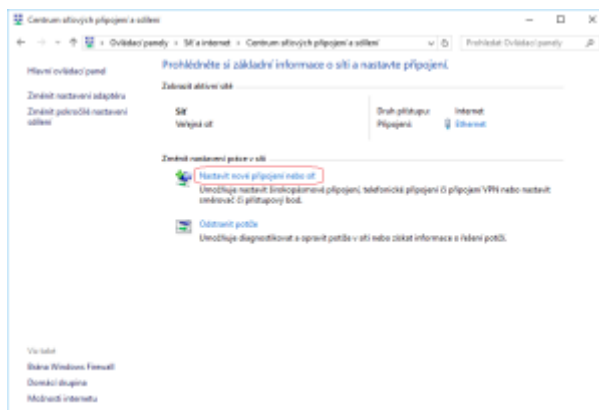 Centrum síťových připojení a sdílení
Ovládací panely › Síť a internet › Centrum síťových připojení a sdílení
Prohledat Ovládací panely
Hlavní ovládací panel
Změnit nastavení adaptéru
Změnit pokročilé nastavení
sdílení
Prohlédněte si základní informace o síti a nastavte připojení.
Zobrazit aktivní sítě
Síť
Veřejná síť
Druh přístupu: Internet
Připojení: Ethernet
Změnit nastavení práce v síti
Nastavit nové připojení nebo síť
Umožňuje nastavit širokopásmové připojení, telefonické připojení či připojení VPN nebo nastavit
směrovač či přístupový bod.
Odstranit potíže
Umožňuje diagnostikovat a opravit potíže v síti nebo získat informace o řešení potíží.
Viz také
Brána Windows Firewall
Domácí skupina
Možnosti internetu